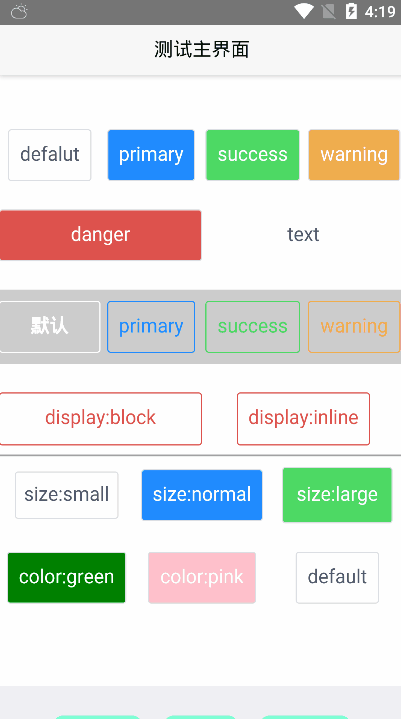 4:19
测试主界面
defalut primary success warning
danger text
默认 primary success warning
display:block display:inline
size:small size:normal size:large
color:green color:pink default